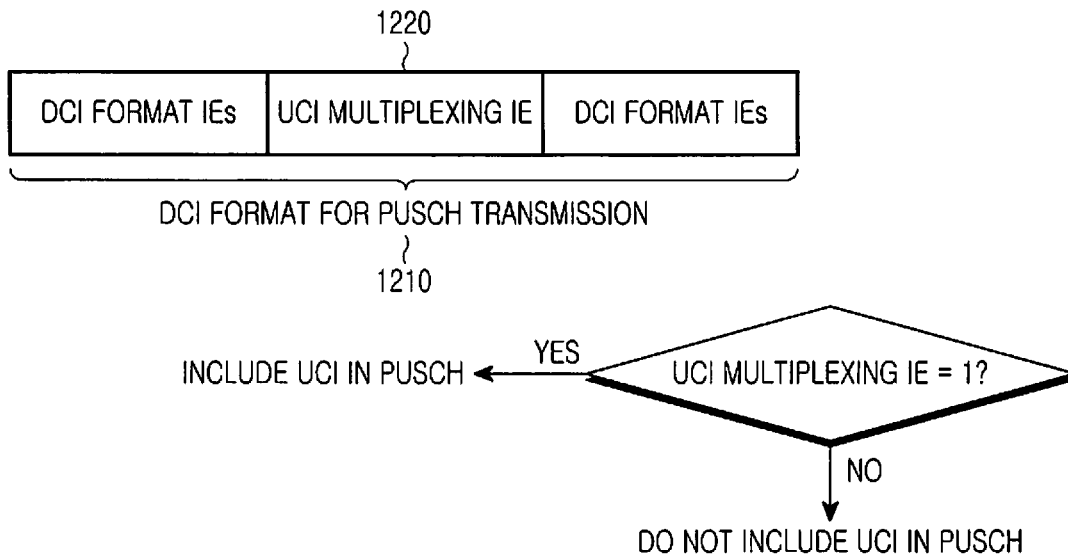 1220
DCI FORMAT IEs
UCI MULTIPLEXING IE
DCI FORMAT IEs
DCI FORMAT FOR PUSCH TRANSMISSION
1210
UCI MULTIPLEXING IE = 1?
YES
INCLUDE UCI IN PUSCH
NO
DO NOT INCLUDE UCI IN PUSCH